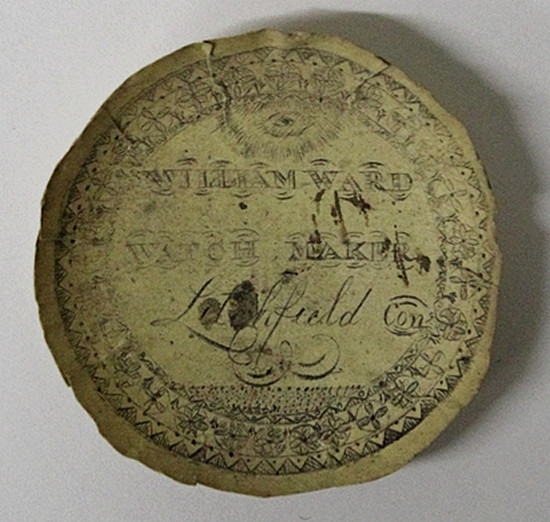 WILLIAM WARD
WATCH MAKER
Litchfield Con